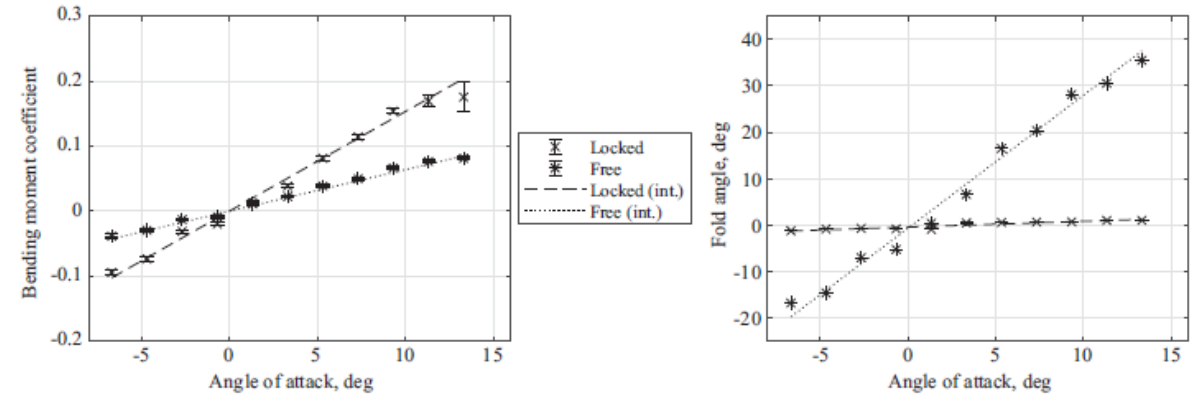 0.3
0.2
0.1
0
-0.1
-0.2
Bending moment coefficient
-5
0
5
10
15
Angle of attack, deg
Locked
Free
Locked (int.)
Free (int.)
40
30
20
10
0
-10
-20
Fold angle, deg
-5
0
5
10
15
Angle of attack, deg